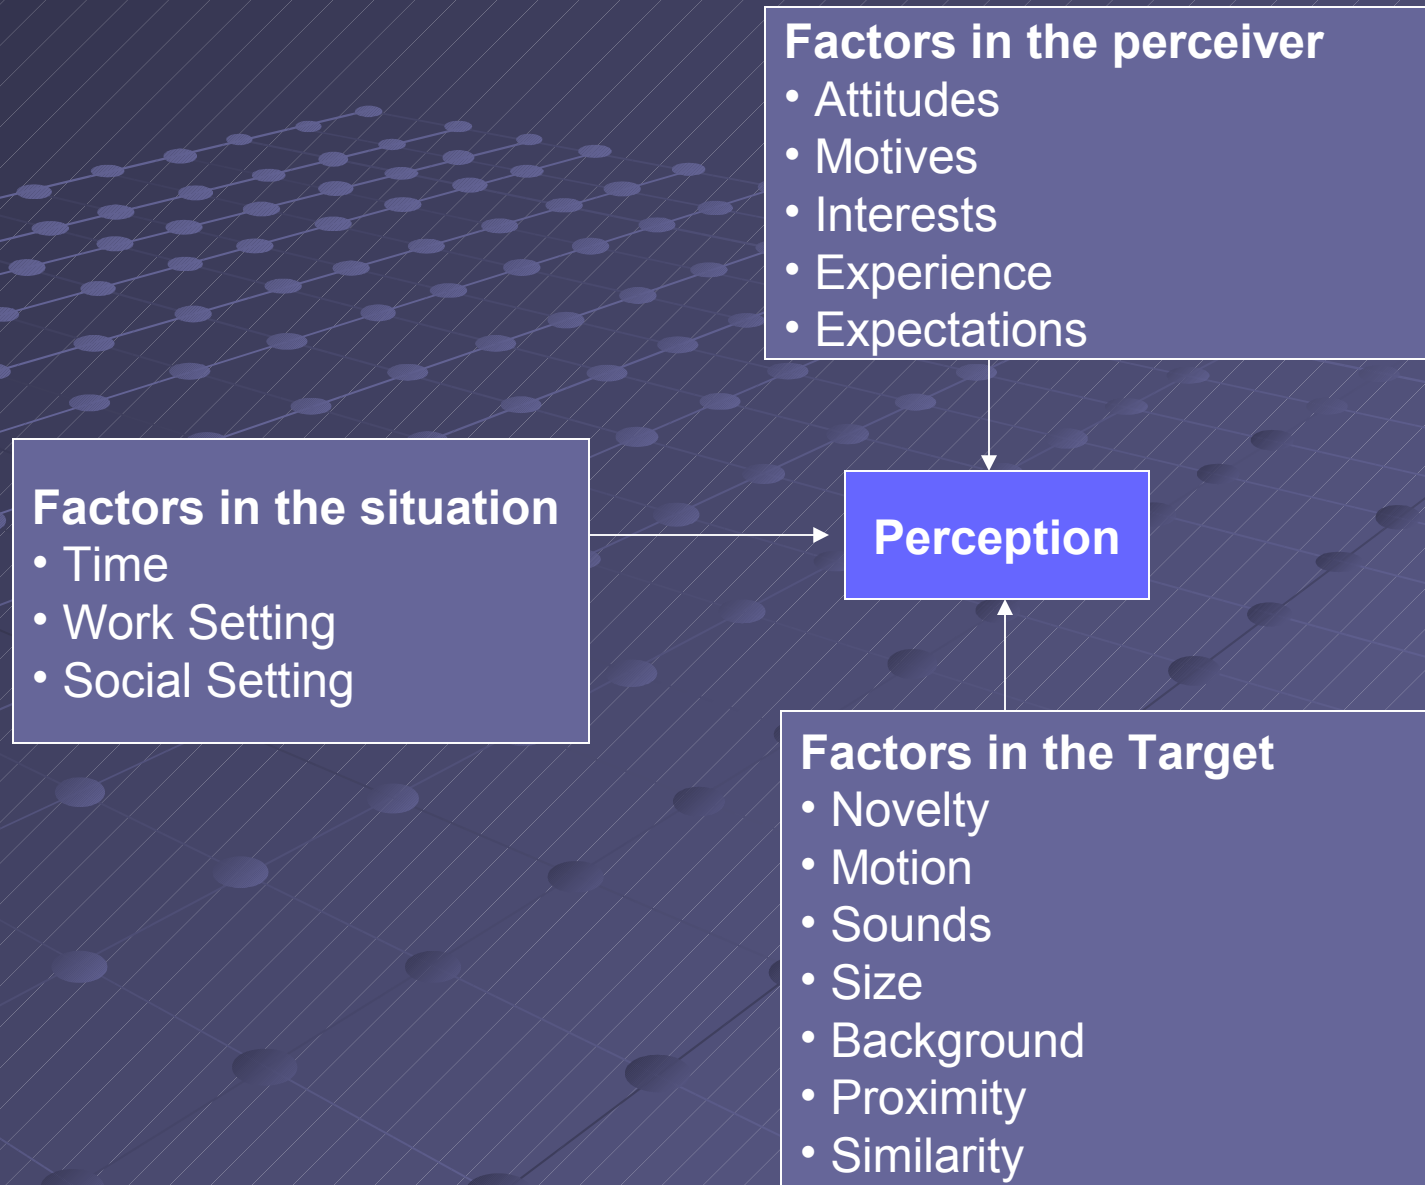 Factors in the perceiver
• Attitudes
• Motives
• Interests
• Experience
• Expectations
Factors in the situation
• Time
• Work Setting
• Social Setting
Perception
Factors in the Target
• Novelty
• Motion
• Sounds
• Size
• Background
• Proximity
• Similarity